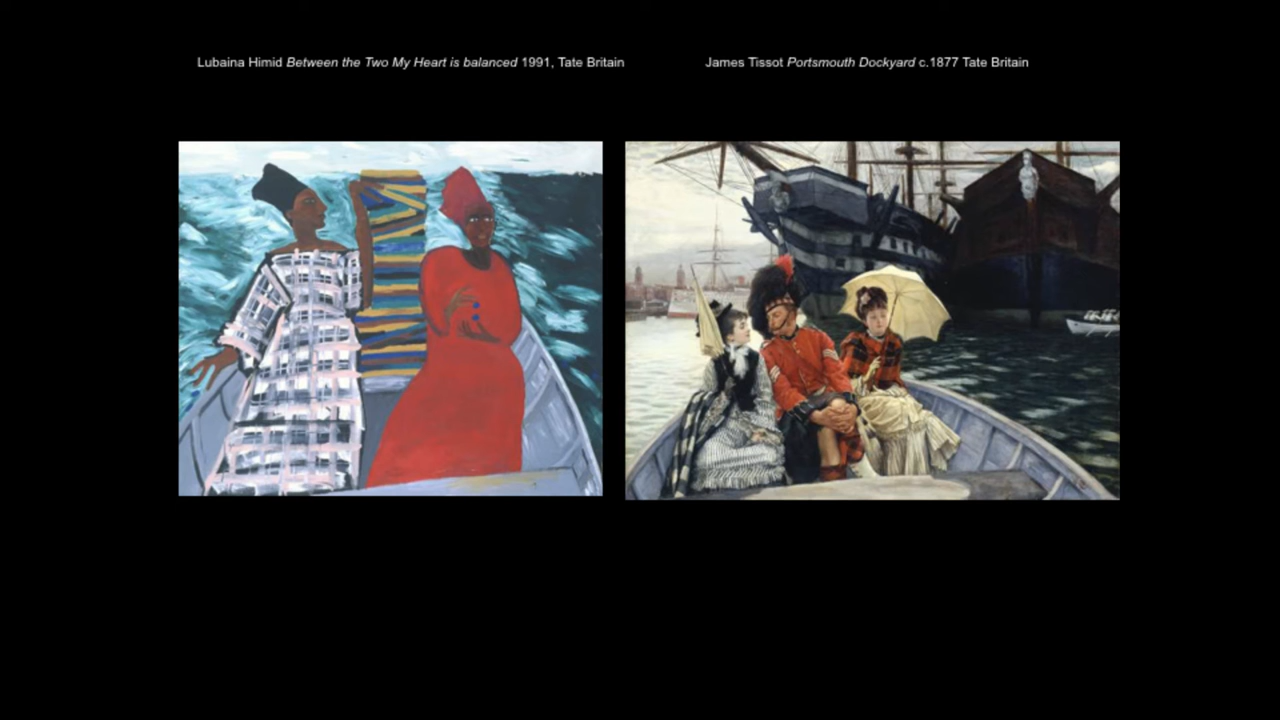 Lubaina Himid Between the Two My Heart is balanced 1991, Tate Britain
James Tissot Portsmouth Dockyard c.1877 Tate Britain